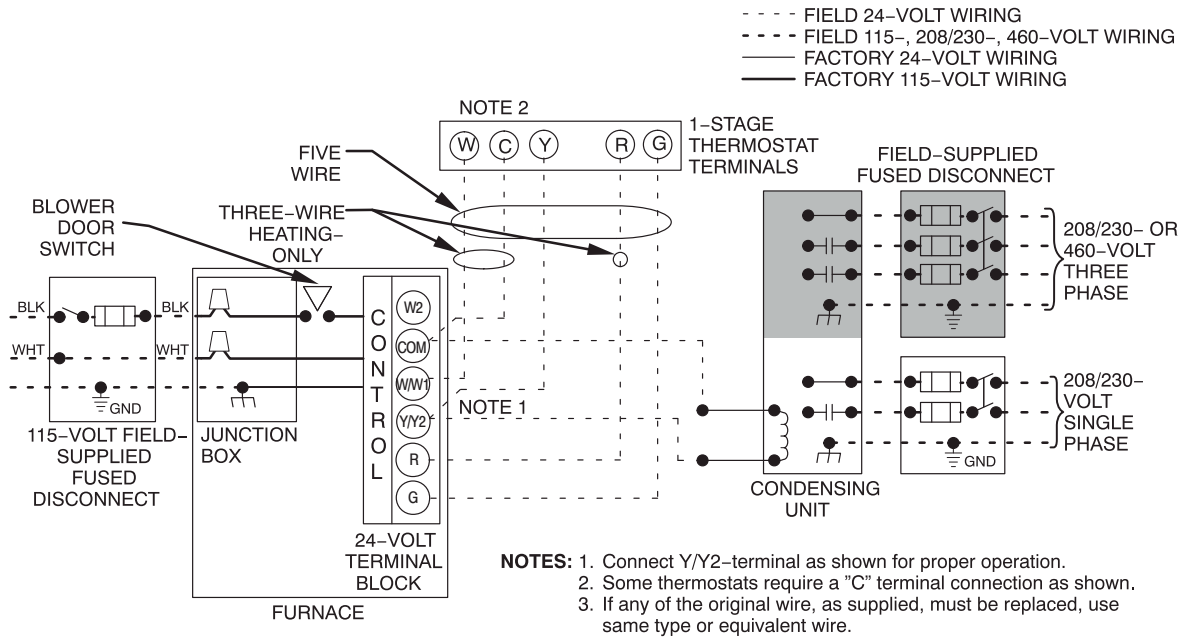 FIELD 24-VOLT WIRING
FIELD 115-, 208/230-, 460-VOLT WIRING
FACTORY 24-VOLT WIRING
FACTORY 115-VOLT WIRING
NOTE 2
W C Y R G
1-STAGE
THERMOSTAT
TERMINALS
FIVE
WIRE
THREE-WIRE
HEATING-
ONLY
BLOWER
DOOR
SWITCH
FIELD-SUPPLIED
FUSED DISCONNECT
208/230- OR
460-VOLT
THREE
PHASE
BLK
BLK
WHT
WHT
GND
CONTROL
W2
COM
W/W1
Y/Y2
R
G
NOTE 1
115-VOLT FIELD-
SUPPLIED
FUSED
DISCONNECT
JUNCTION
BOX
24-VOLT
TERMINAL
BLOCK
FURNACE
208/230-
VOLT
SINGLE
PHASE
GND
CONDENSING
UNIT
NOTES: 1. Connect Y/Y2-terminal as shown for proper operation.
2. Some thermostats require a "C" terminal connection as shown.
3. If any of the original wire, as supplied, must be replaced, use
same type or equivalent wire.